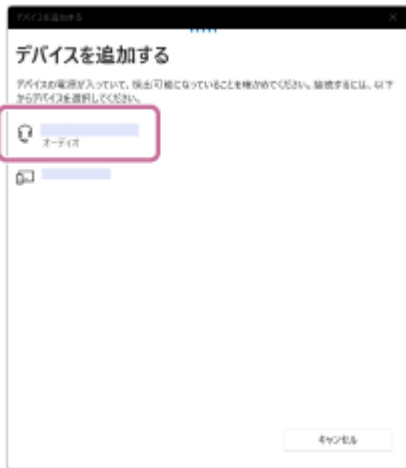 デバイスを追加する
デバイスを追加する
デバイスの電源が入っていて、検出可能になっていることを確かめてください。接続するには、以下
からデバイスを選択してください。
オーディオ
キャンセル